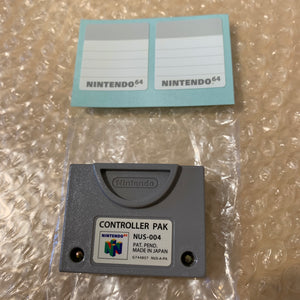 NINTENDO64
NINTENDO64
Nintendo
CONTROLLER PAK
NINTENDO64
NUS-004
PAT. PEND.
MADE IN JAPAN